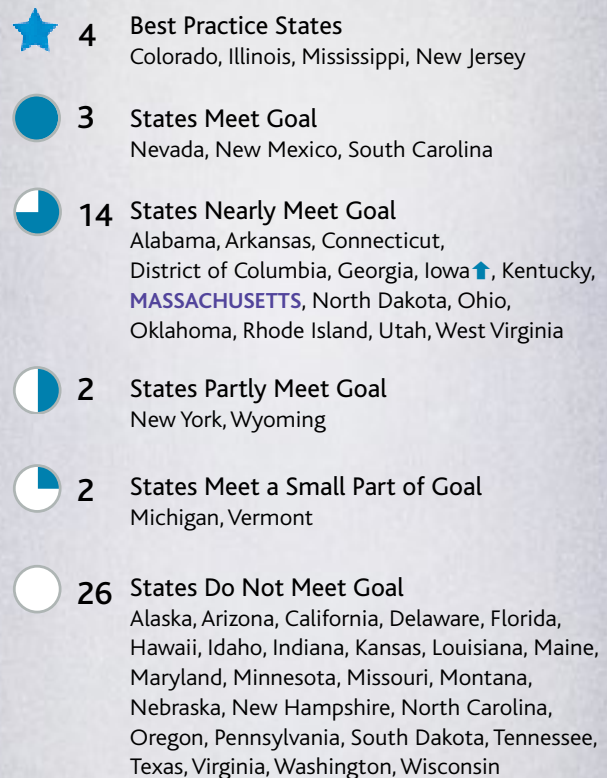 4 Best Practice States
Colorado, Illinois, Mississippi, New Jersey
3 States Meet Goal
Nevada, New Mexico, South Carolina
14 States Nearly Meet Goal
Alabama, Arkansas, Connecticut,
District of Columbia, Georgia, Iowa⬆, Kentucky,
MASSACHUSETTS, North Dakota, Ohio,
Oklahoma, Rhode Island, Utah, West Virginia
2 States Partly Meet Goal
New York, Wyoming
2 States Meet a Small Part of Goal
Michigan, Vermont
26 States Do Not Meet Goal
Alaska, Arizona, California, Delaware, Florida,
Hawaii, Idaho, Indiana, Kansas, Louisiana, Maine,
Maryland, Minnesota, Missouri, Montana,
Nebraska, New Hampshire, North Carolina,
Oregon, Pennsylvania, South Dakota, Tennessee,
Texas, Virginia, Washington, Wisconsin